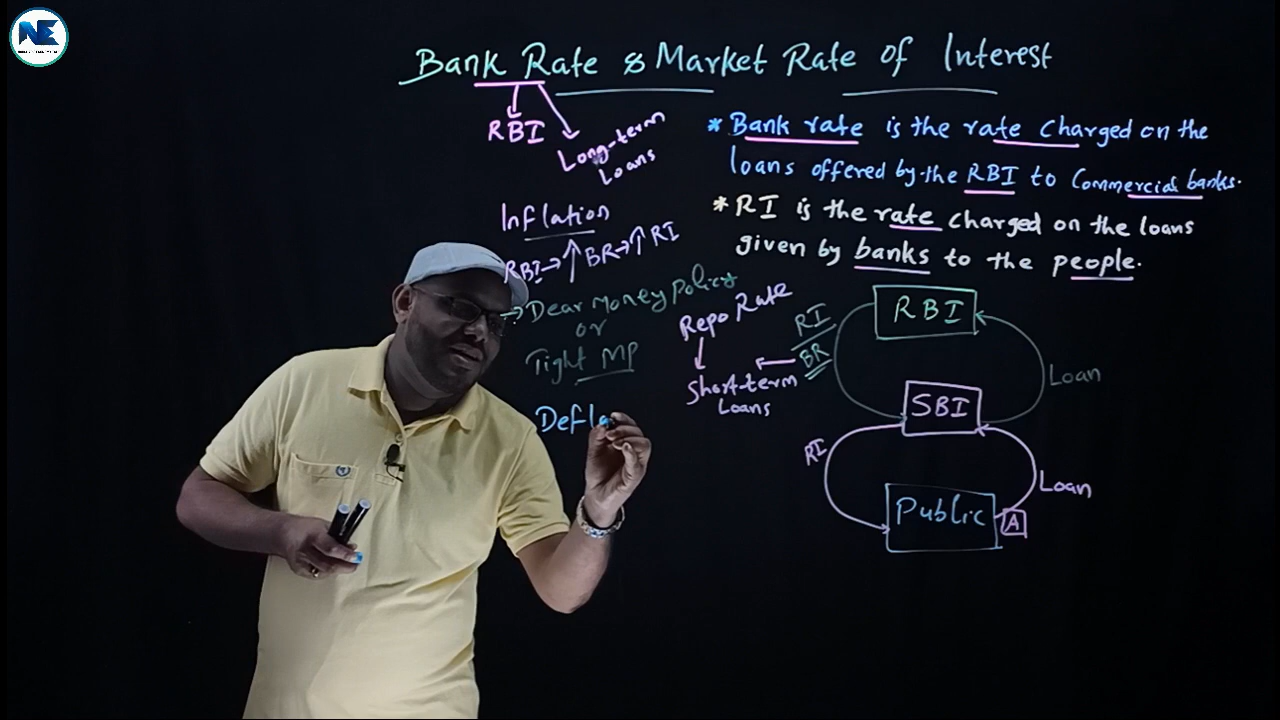 NE
Bank Rate & Market Rate of Interest
RBI
Long-term
Loans
* Bank rate is the rate charged on the
loans offered by the RBI to Commercial banks.
* RI is the rate charged on the loans
given by banks to the people.
Inflation
RBI→↑ BR→↑ RI
→ Dear Money Policy
or
Tight MP
Defla
Repo Rate
Short-term
Loans
RI
BR
RBI
Loan
SBI
RI
Loan
Public
A